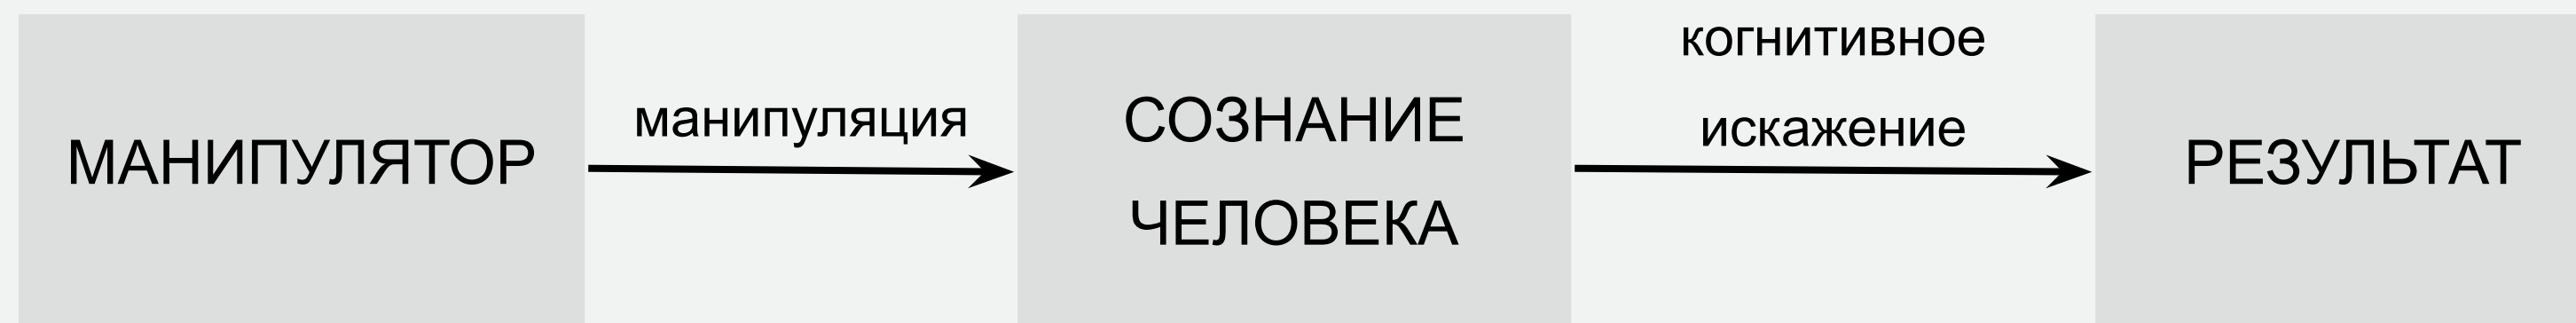 МАНИПУЛЯТОР
манипуляция
СОЗНАНИЕ
ЧЕЛОВЕКА
когнитивное
искажение
РЕЗУЛЬТАТ